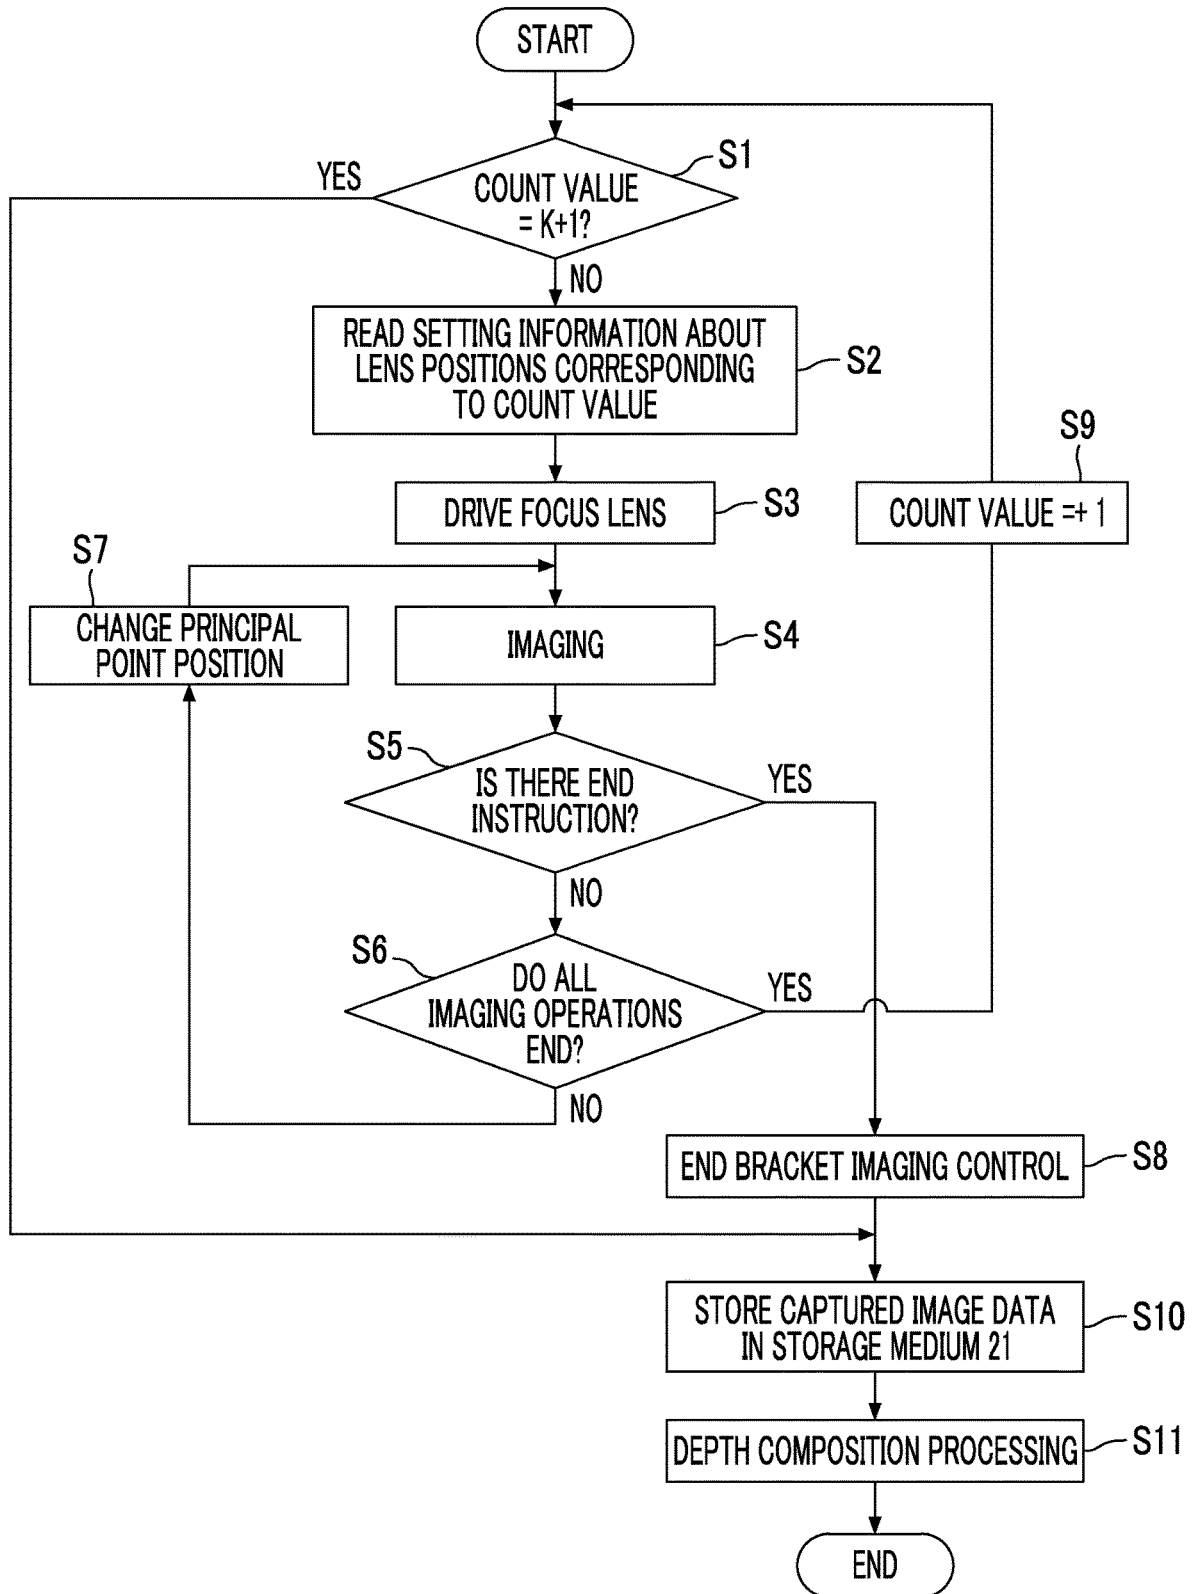 START
S1
YES
COUNT VALUE
= K+1?
NO
READ SETTING INFORMATION ABOUT
LENS POSITIONS CORRESPONDING
TO COUNT VALUE
S2
S9
DRIVE FOCUS LENS
S3
COUNT VALUE =+ 1
S7
CHANGE PRINCIPAL
POINT POSITION
IMAGING
S4
S5
IS THERE END
INSTRUCTION?
YES
NO
S6
DO ALL
IMAGING OPERATIONS
END?
YES
NO
END BRACKET IMAGING CONTROL
S8
STORE CAPTURED IMAGE DATA
IN STORAGE MEDIUM 21
S10
DEPTH COMPOSITION PROCESSING
S11
END